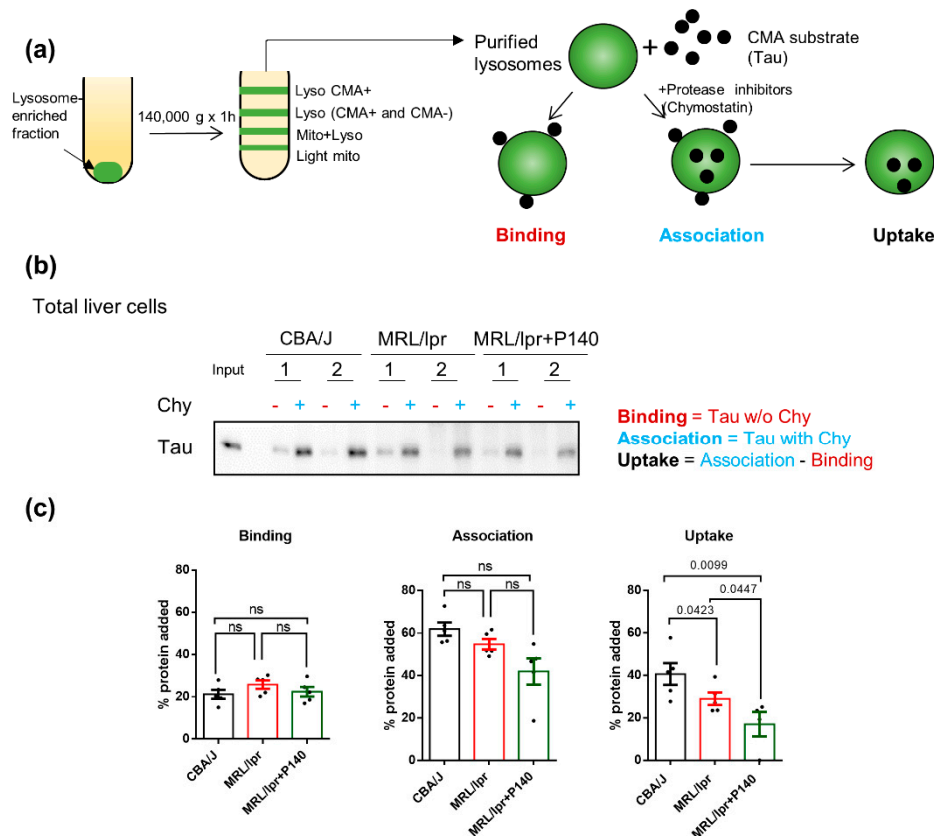 (a)
Lysosome-
enriched
fraction
140,000 g x 1h
Lyso CMA+
Lyso (CMA+ and CMA-)
Mito+Lyso
Light mito
Purified
lysosomes
+
CMA substrate
(Tau)
+Protease inhibitors
(Chymostatin)
Binding
Association
Uptake
(b)
Total liver cells
CBA/J MRL/lpr MRL/lpr+P140
Input 1 2 1 2 1 2
Chy - + - + - + - + - + - +
Tau
Binding = Tau w/o Chy
Association = Tau with Chy
Uptake = Association - Binding
(c)
Binding
% protein added
80
60
40
20
0
ns
ns ns
CBA/J
MRL/lpr
MRL/lpr+P140
Association
% protein added
80
60
40
20
0
ns
ns ns
CBA/J
MRL/lpr
MRL/lpr+P140
Uptake
% protein added
80
60
40
20
0
0.0099
0.0447
0.0423
CBA/J
MRL/lpr
MRL/lpr+P140